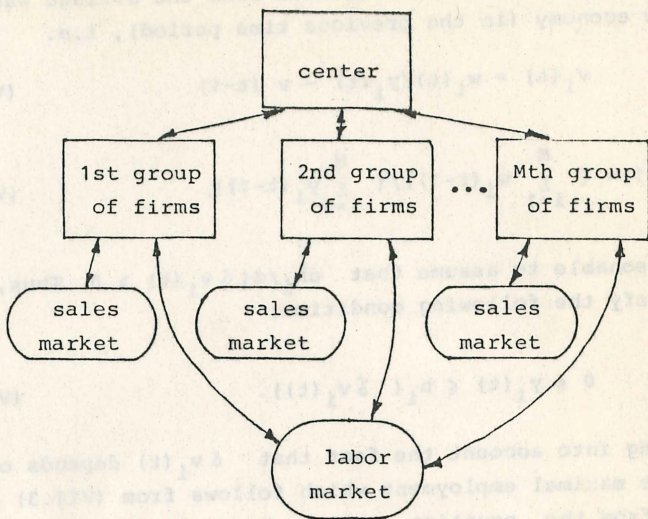 center
1st group
of firms
2nd group
of firms
...
Mth group
of firms
sales
market
sales
market
sales
market
labor
market